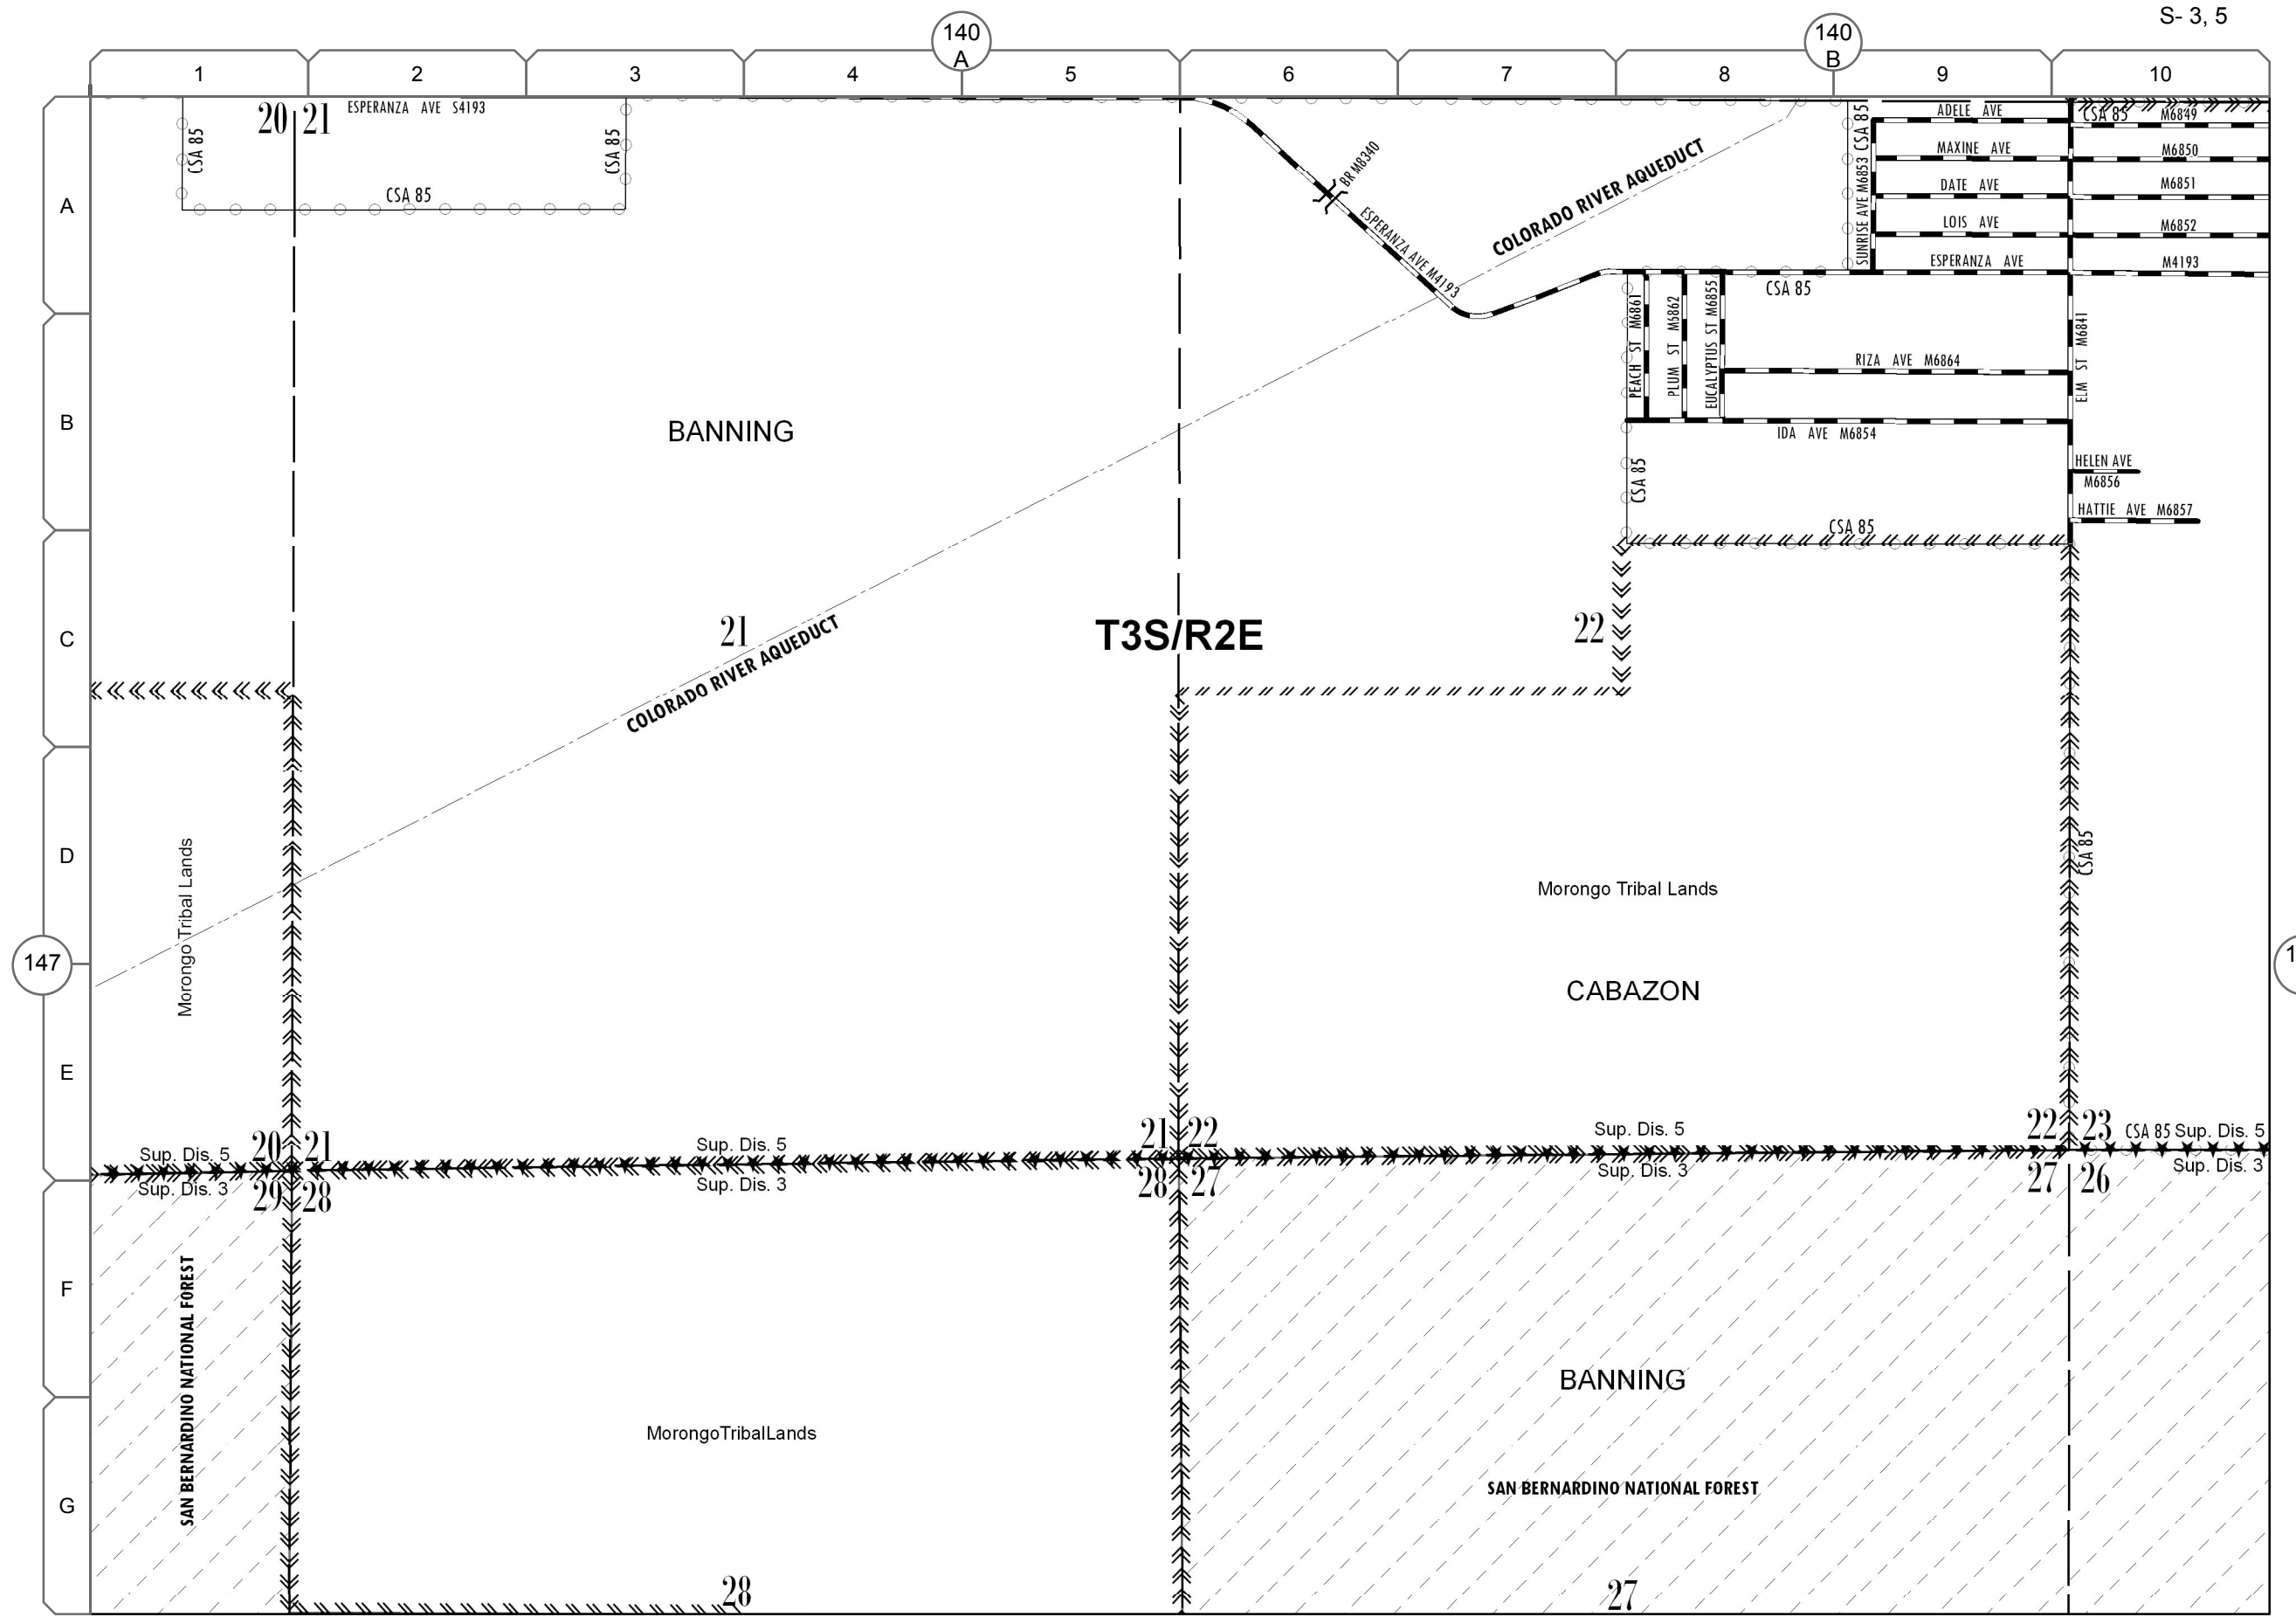 S- 3, 5
140
A
140
B
1
2
3
4
5
6
7
8
9
10
A
B
C
D
E
F
G
147
1
20 21
ESPERANZA AVE S4193
CSA 85
CSA 85
CSA 85
BR M8340
ESPERANZA AVE M4193
COLORADO RIVER AQUEDUCT
CSA 85
SUNRISE AVE M6853
ADELE AVE
MAXINE AVE
DATE AVE
LOIS AVE
ESPERANZA AVE
CSA 85
M6849
M6850
M6851
M6852
M4193
CSA 85
PEACH ST M6861
PLUM ST M6862
EUCALYPTUS ST M6855
RIZA AVE M6864
ELM ST M6841
IDA AVE M6854
HELEN AVE
M6856
HATTIE AVE M6857
CSA 85
CSA 85
BANNING
21
COLORADO RIVER AQUEDUCT
T3S/R2E
22
Morongo Tribal Lands
Morongo Tribal Lands
CSA 85
CABAZON
20 21
Sup. Dis. 5
Sup. Dis. 3
29 28
Sup. Dis. 5
Sup. Dis. 3
21 22
28 27
Sup. Dis. 5
Sup. Dis. 3
22 23
27 26
CSA 85 Sup. Dis. 5
Sup. Dis. 3
SAN BERNARDINO NATIONAL FOREST
BANNING
MorongoTribalLands
SAN BERNARDINO NATIONAL FOREST
28
27